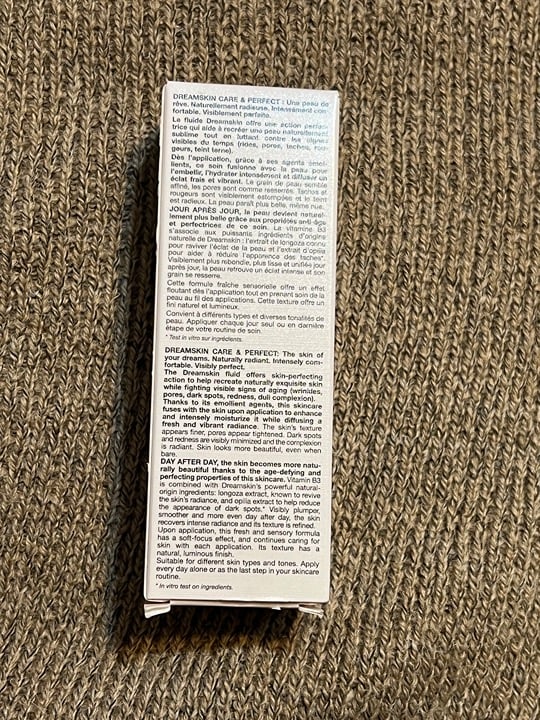 DREAMSKIN CARE & PERFECT : Une peau de
rêve. Naturellement radieuse. Intensément con-
fortable. Visiblement parfaite.
Le fluide Dreamskin offre une action perfec-
trice qui aide à recréer une peau naturellement
sublime tout en luttant contre les signes
visibles du temps (rides, pores, taches, rou-
geurs, teint terne).
Dès l'application, grâce à ses agents émol-
lients, ce soin fusionne avec la peau pour
l'embellir, l'hydrater intensément et diffuser un
éclat frais et vibrant. Le grain de peau semble
affiné, les pores sont comme resserrés. Taches et
rougeurs sont visiblement estompées et le teint
est radieux. La peau paraît plus belle, même nue.
JOUR APRÈS JOUR, la peau devient naturel-
lement plus belle grâce aux propriétés anti-âge
et perfectrices de ce soin. La vitamine B3
s'associe aux puissants ingrédients d'origine
naturelle de Dreamskin : l'extrait de longoza connu
pour raviver l'éclat de la peau et l'extrait d'opilia
pour aider à réduire l'apparence des taches*.
Visiblement plus rebondie, plus lisse et unifiée jour
après jour, la peau retrouve un éclat intense et son
grain se resserre.
Cette formule fraîche sensorielle offre un effet
floutant dès l'application tout en prenant soin de la
peau au fil des applications. Cette texture offre un
fini naturel et lumineux.
Convient à différents types et diverses tonalités de
peau. Appliquer chaque jour seul ou en dernière
étape de votre routine de soin.
* Test in vitro sur ingrédients.
DREAMSKIN CARE & PERFECT: The skin of
your dreams. Naturally radiant. Intensely com-
fortable. Visibly perfect.
The Dreamskin fluid offers skin-perfecting
action to help recreate naturally exquisite skin
while fighting visible signs of aging (wrinkles,
pores, dark spots, redness, dull complexion).
Thanks to its emollient agents, this skincare
fuses with the skin upon application to enhance
and intensely moisturize it while diffusing a
fresh and vibrant radiance. The skin's texture
appears finer, pores appear tightened. Dark spots
and redness are visibly minimized and the complexion
is radiant. Skin looks more beautiful, even when
bare.
DAY AFTER DAY, the skin becomes more natu-
rally beautiful thanks to the age-defying and
perfecting properties of this skincare. Vitamin B3
is combined with Dreamskin's powerful natural-
origin ingredients: longoza extract, known to revive
the skin's radiance, and opilia extract to help reduce
the appearance of dark spots.* Visibly plumper,
smoother and more even day after day, the skin
recovers intense radiance and its texture is refined.
Upon application, this fresh and sensory formula
has a soft-focus effect, and continues caring for
skin with each application. Its texture has a
natural, luminous finish.
Suitable for different skin types and tones. Apply
every day alone or as the last step in your skincare
routine.
* In vitro test on ingredients.